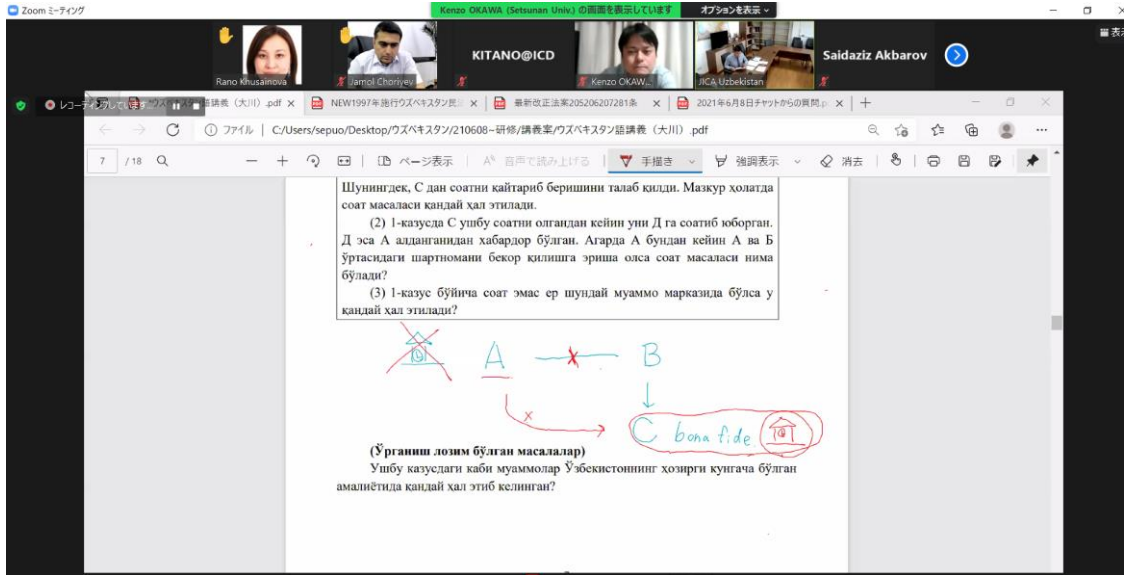 Zoom ミーティング
Kenzo OKAWA (Setsunan Univ.) の画面を表示しています
オプションを表示
表示
Rano Khusainova
Jamol Choriyev
KITANO@ICD
Kenzo OKAW...
JICA Uzbekistan
Saidaziz Akbarov
レコーディングしています...
語講義（大川）.pdf
NEW1997年施行ウズベキスタン民
最新改正法案205206207281条
2021年6月8日チャットからの質問.p
ファイル | C:/Users/sepuo/Desktop/ウズベキスタン/210608~研修/講義案/ウズベキスタン語講義（大川）.pdf
7 / 18
ページ表示
音声で読み上げる
手描き
強調表示
消去
Шунингдек, С дан соатни қайтариб беришини талаб қилди. Мазкур ҳолатда
соат масаласи қандай ҳал этилади.
(2) 1-казусда С ушбу соатни олгандан кейин уни Д га соатиб юборган.
Д эса А алданганидан хабардор бўлган. Агарда А бундан кейин А ва Б
ўртасидаги шартномани бекор қилишга эриша олса соат масаласи нима
бўлади?
(3) 1-казус бўйича соат эмас ер шундай муаммо марказида бўлса у
қандай ҳал этилади?
A
B
x
C bona fide.
(Ўрганиш лозим бўлган масалалар)
Ушбу казусдаги каби муаммолар Ўзбекистоннинг ҳозирги кунгача бўлган
амалиётида қандай ҳал этиб келинган?